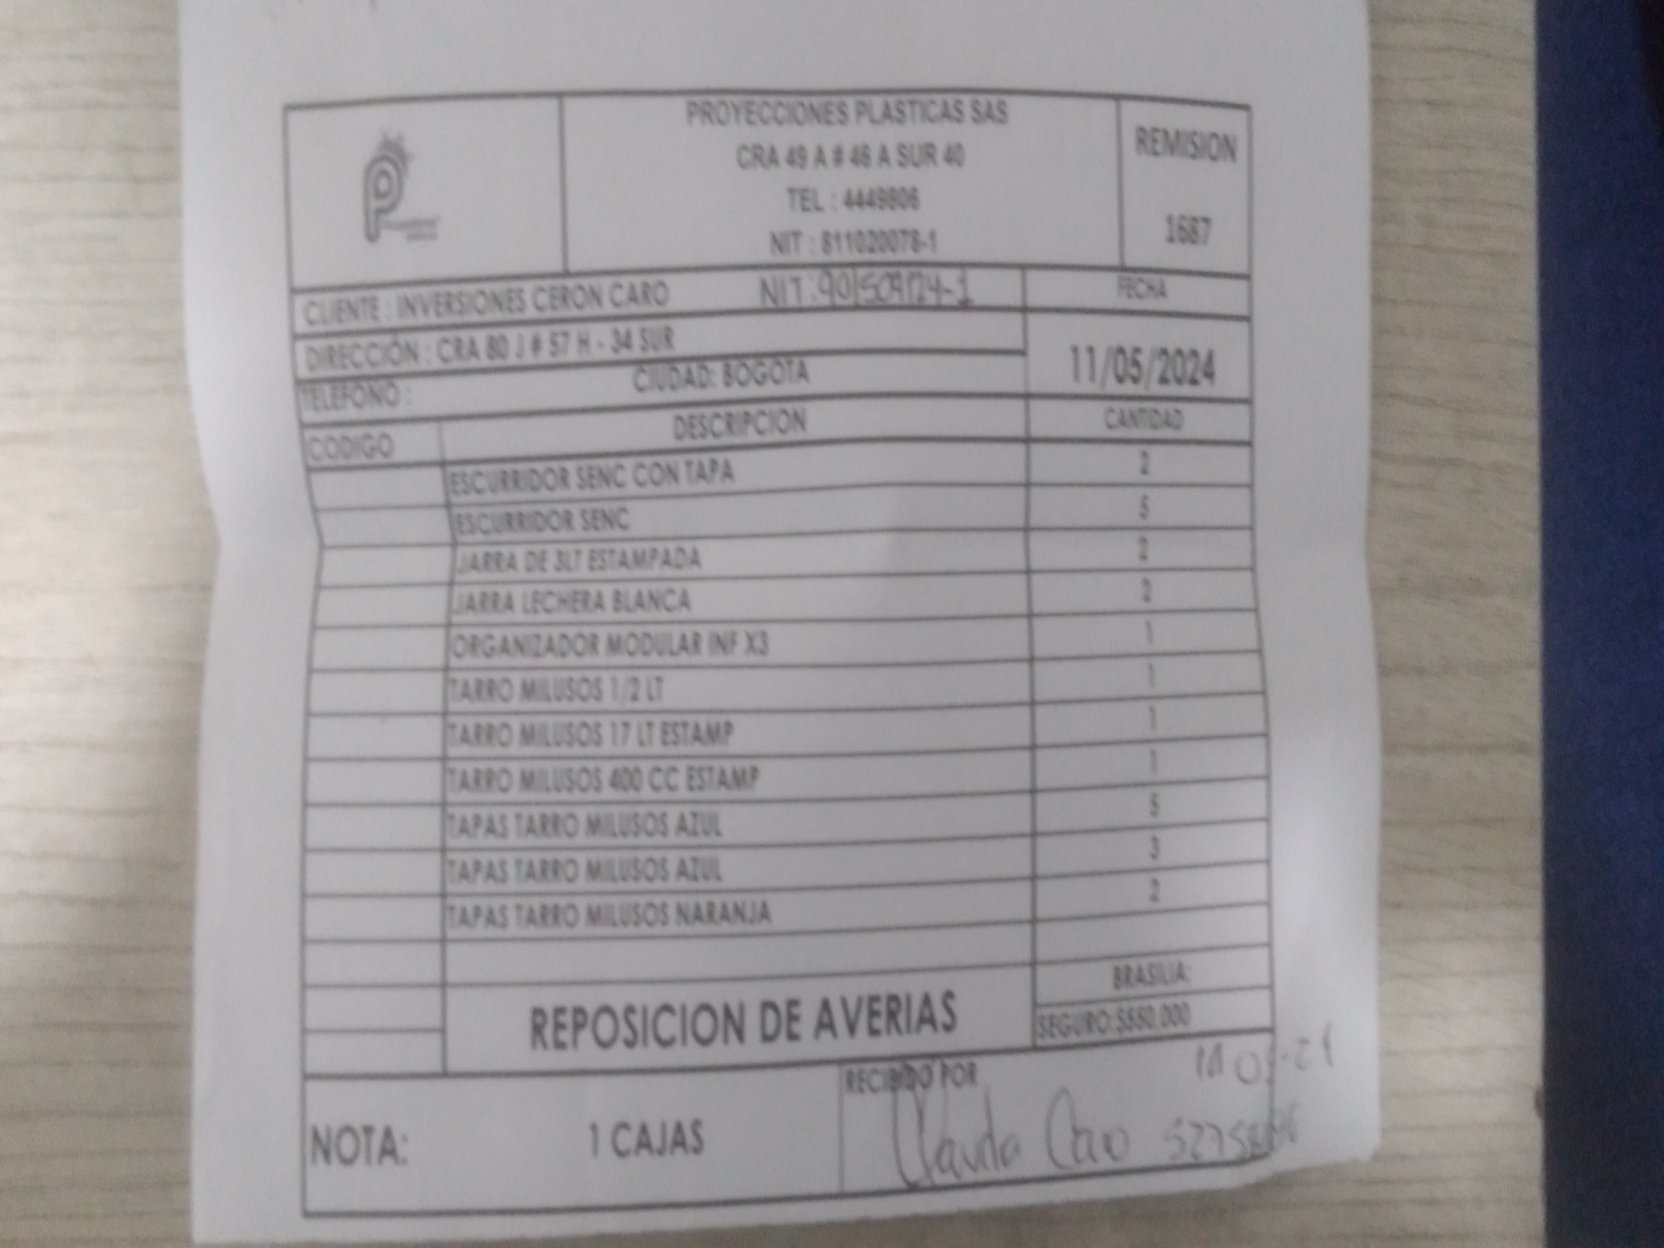 PROYECCIONES PLASTICAS SAS
CRA 49 A # 46 A SUR 40
TEL : 4449806
NIT : 811020078-1
REMISION
1687
CLIENTE : INVERSIONES CERON CARO NIT:
FECHA
DIRECCIÓN : CRA 80 J # 57 H - 34 SUR
11/05/2024
TELEFONO : CIUDAD: BOGOTA
CODIGO DESCRIPCION CANTIDAD
ESCURRIDOR SENC CON TAPA 2
ESCURRIDOR SENC 5
JARRA DE 3LT ESTAMPADA 2
JARRA LECHERA BLANCA 2
ORGANIZADOR MODULAR INF X3 1
TARRO MILUSOS 1/2 LT 1
TARRO MILUSOS 17 LT ESTAMP 1
TARRO MILUSOS 400 CC ESTAMP 1
TAPAS TARRO MILUSOS AZUL 5
TAPAS TARRO MILUSOS AZUL 3
TAPAS TARRO MILUSOS NARANJA 2
BRASILIA:
REPOSICION DE AVERIAS
SEGURO:
RECIBIDO POR
NOTA: 1 CAJAS
Claudia Caro